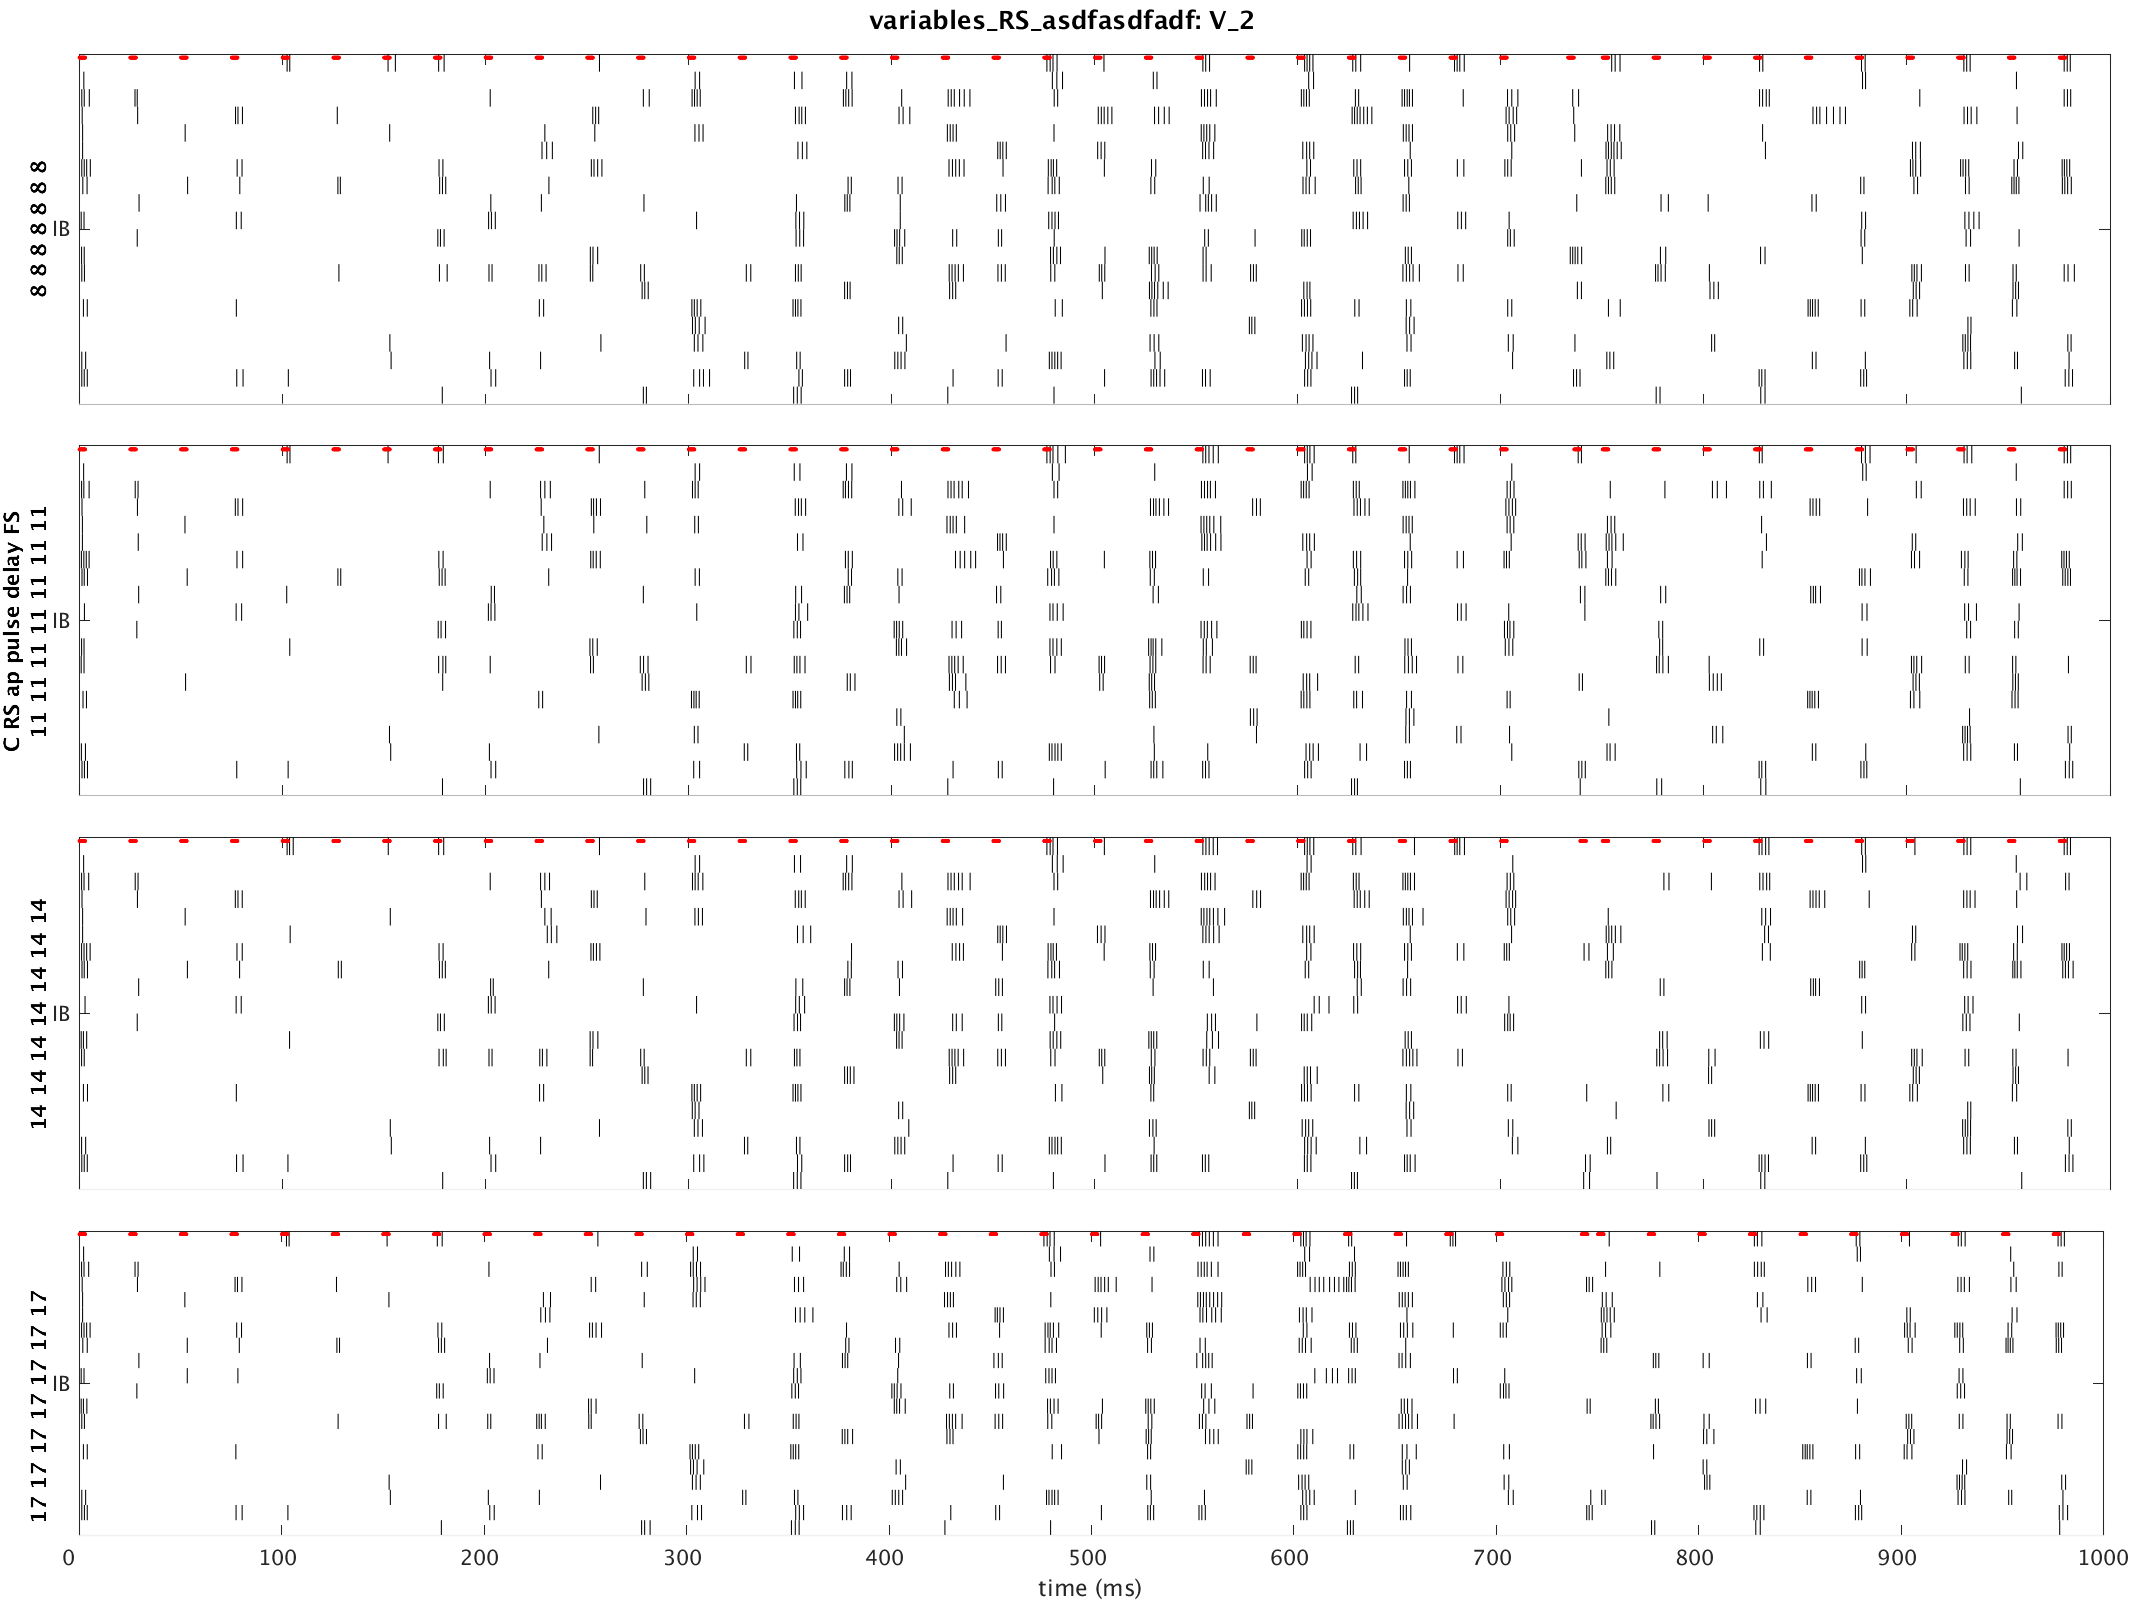 variables_RS_asdfasdfadf: V_2
C RS ap pulse delay FS
8 8 8 8 8 8 8 8
IB
11 11 11 11 11 11 11 11
IB
14 14 14 14 14 14 14 14
IB
17 17 17 17 17 17 17 17
IB
0 100 200 300 400 500 600 700 800 900 1000
time (ms)